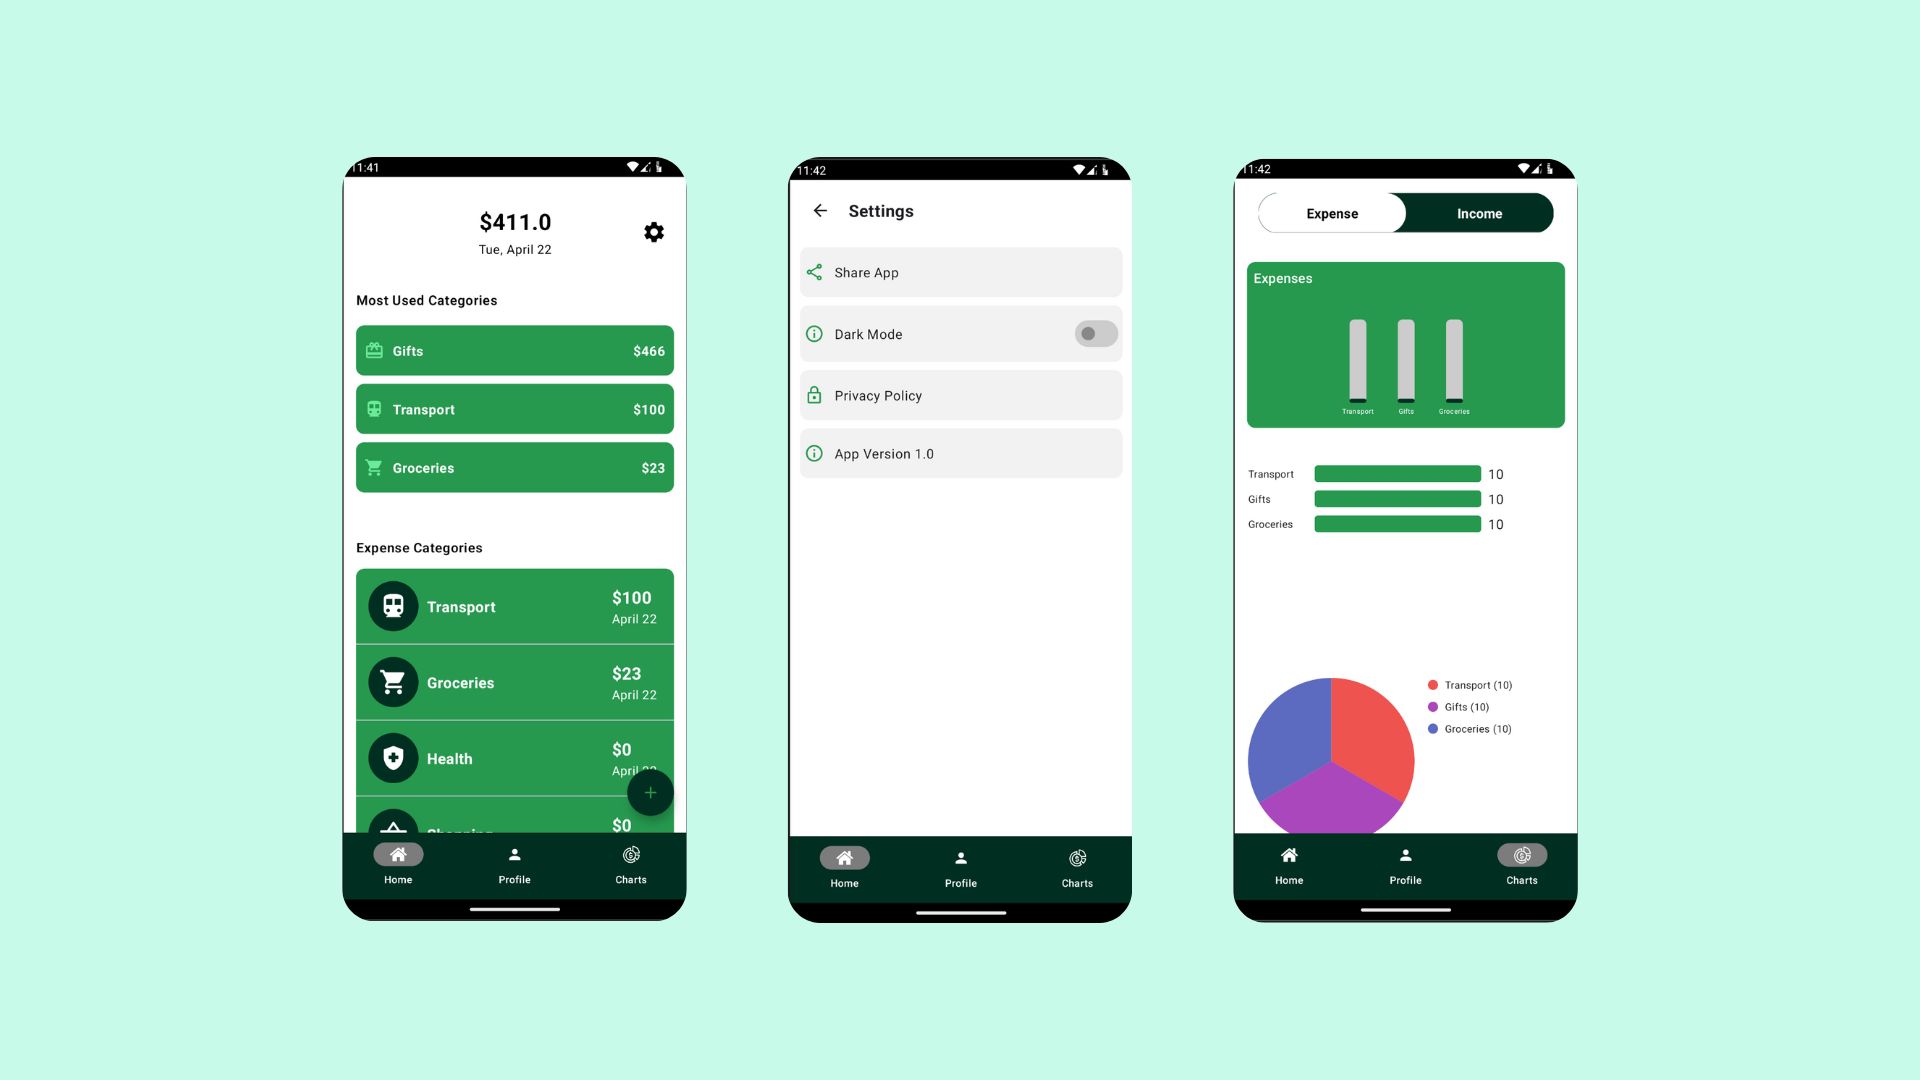 11:41
$411.0
Tue, April 22
Most Used Categories
Gifts $466
Transport $100
Groceries $23
Expense Categories
Transport $100
April 22
Groceries $23
April 22
Health $0
April
$0
Home Profile Charts
11:42
Settings
Share App
Dark Mode
Privacy Policy
App Version 1.0
Home Profile Charts
11:42
Expense Income
Expenses
Transport Gifts Groceries
Transport 10
Gifts 10
Groceries 10
Transport (10)
Gifts (10)
Groceries (10)
Home Profile Charts